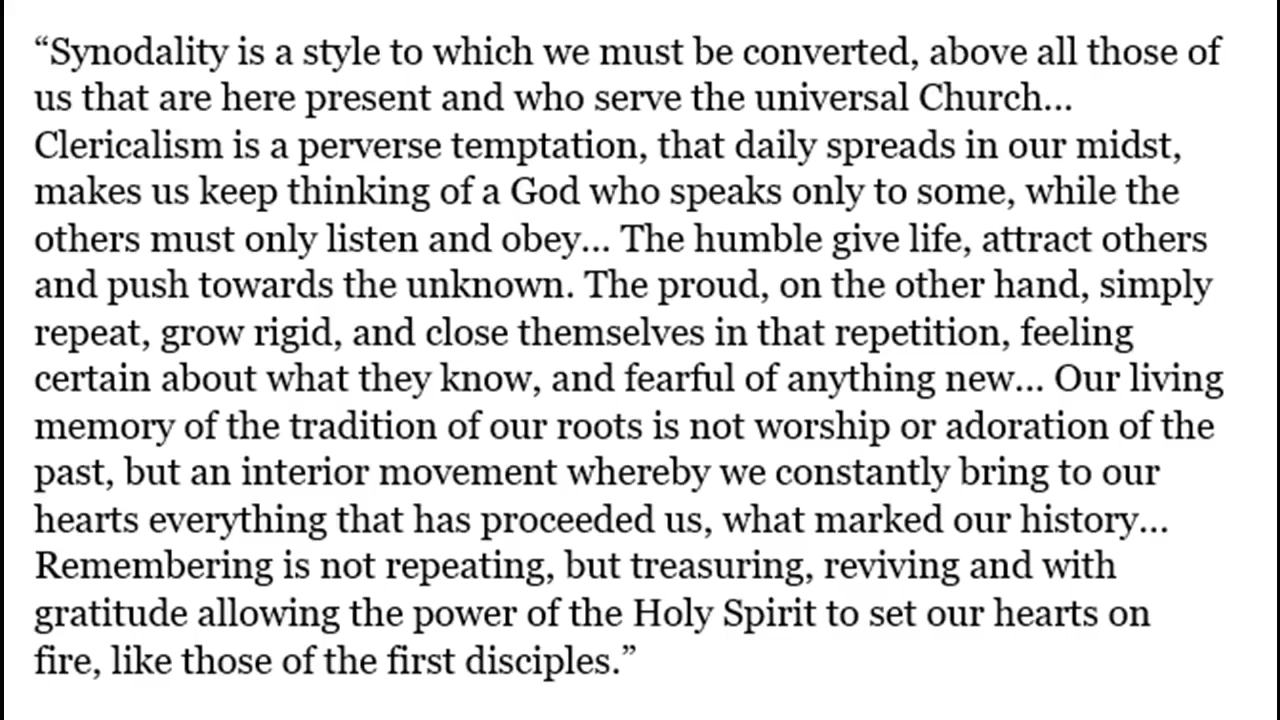 “Synodality is a style to which we must be converted, above all those of
us that are here present and who serve the universal Church...
Clericalism is a perverse temptation, that daily spreads in our midst,
makes us keep thinking of a God who speaks only to some, while the
others must only listen and obey... The humble give life, attract others
and push towards the unknown. The proud, on the other hand, simply
repeat, grow rigid, and close themselves in that repetition, feeling
certain about what they know, and fearful of anything new... Our living
memory of the tradition of our roots is not worship or adoration of the
past, but an interior movement whereby we constantly bring to our
hearts everything that has proceeded us, what marked our history...
Remembering is not repeating, but treasuring, reviving and with
gratitude allowing the power of the Holy Spirit to set our hearts on
fire, like those of the first disciples.”